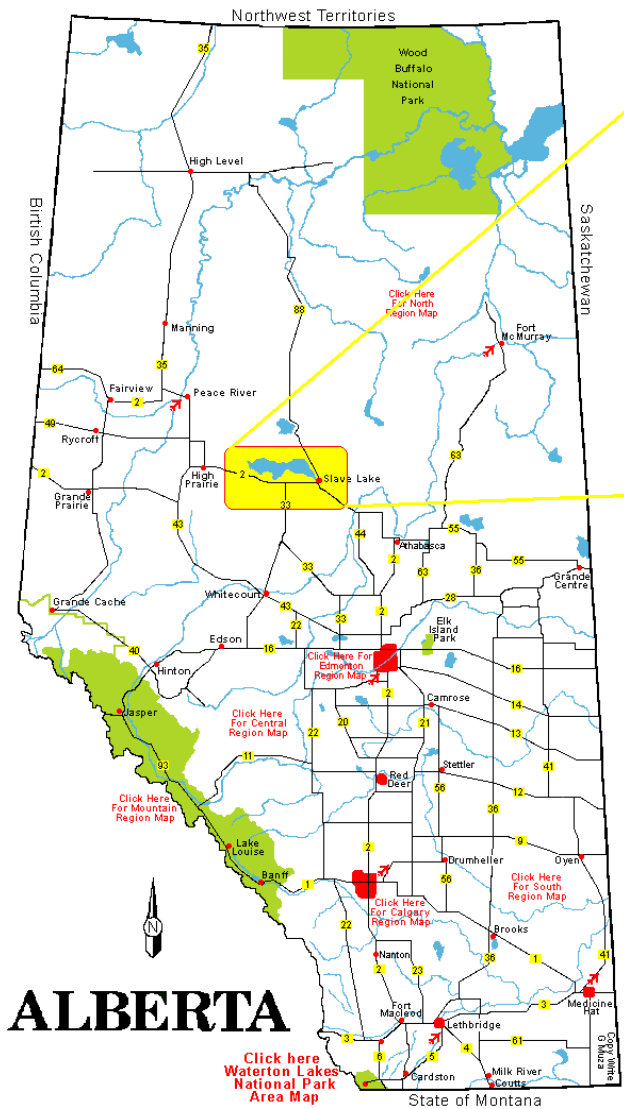 Northwest Territories
35
Wood
Buffalo
National
Park
High Level
Birtish Columbia
Saskatchewan
Click Here
For North
Region Map
88
Manning
Fort
McMurray
35
64
Fairview
2
Peace River
49
Rycroft
63
2
High
Prairie
2
Slave Lake
Grande
Prairie
33
43
44
55
Athabasca
2
33
63
36
55
Grande
Centre
Whitecourt
28
43
Grande Cache
22
33
2
Elk
Island
Park
Edson
16
40
Click Here For
Edmonton
Region Map
16
Hinton
2
Camrose
14
Jasper
Click Here
For Central
Region Map
22
20
21
13
11
41
93
Red
Deer
Stettler
56
12
Click Here
For Mountain
Region Map
36
Lake
Louise
2
9
Drumheller
Oyen
Banff
1
56
Click Here
For South
Region Map
Click Here
For Calgary
Region Map
N
22
Brooks
Nanton
2
23
36
1
41
ALBERTA
Fort
Macleod
3
Medicine
Hat
Lethbridge
3
6
5
4
61
Click here
Waterton Lakes
National Park
Area Map
Cardston
Milk River
Coutts
Copy Write
G Muza
State of Montana